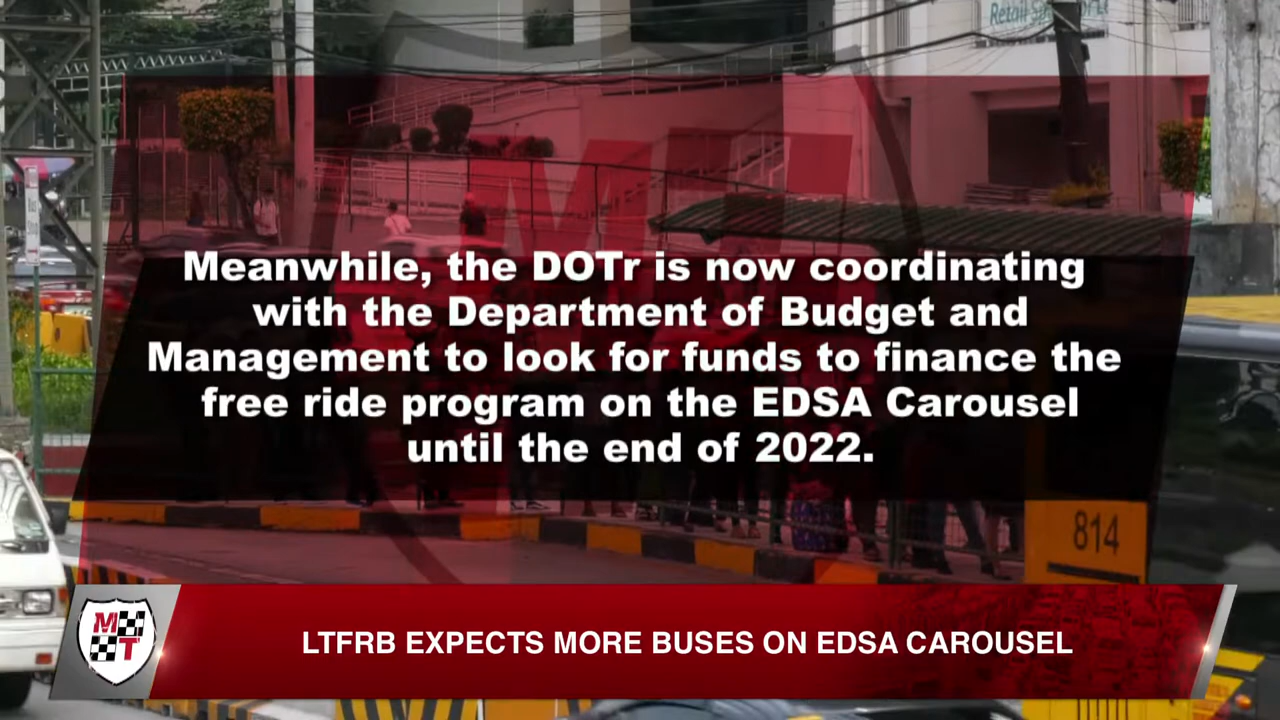 Meanwhile, the DOTr is now coordinating
with the Department of Budget and
Management to look for funds to finance the
free ride program on the EDSA Carousel
until the end of 2022.
814
MT
LTFRB EXPECTS MORE BUSES ON EDSA CAROUSEL